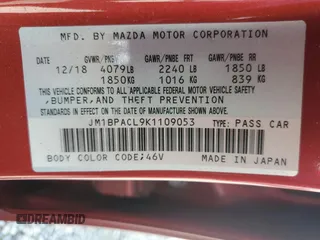 MFD. BY MAZDA MOTOR CORPORATION
GVWR/PNBV GAWR/PNBE FR GAWR/PNBE RR
12/18 4079LB 2240 LB 1850 LB
1850KG 1016 KG 839 KG
THIS VEHICLE CONFORMS TO ALL APPLICABLE FEDERAL MOTOR VEHICLE SAFETY
,BUMPER,AND THEFT PREVENTION
STANDARDS IN EFFECT ON THE DATE OF MANUFACTURE SHOWN ABOVE.
JM1BPACL9K1109053 TYPE: PASS CAR
BODY COLOR CODE:46V MADE IN JAPAN
DREAMBID